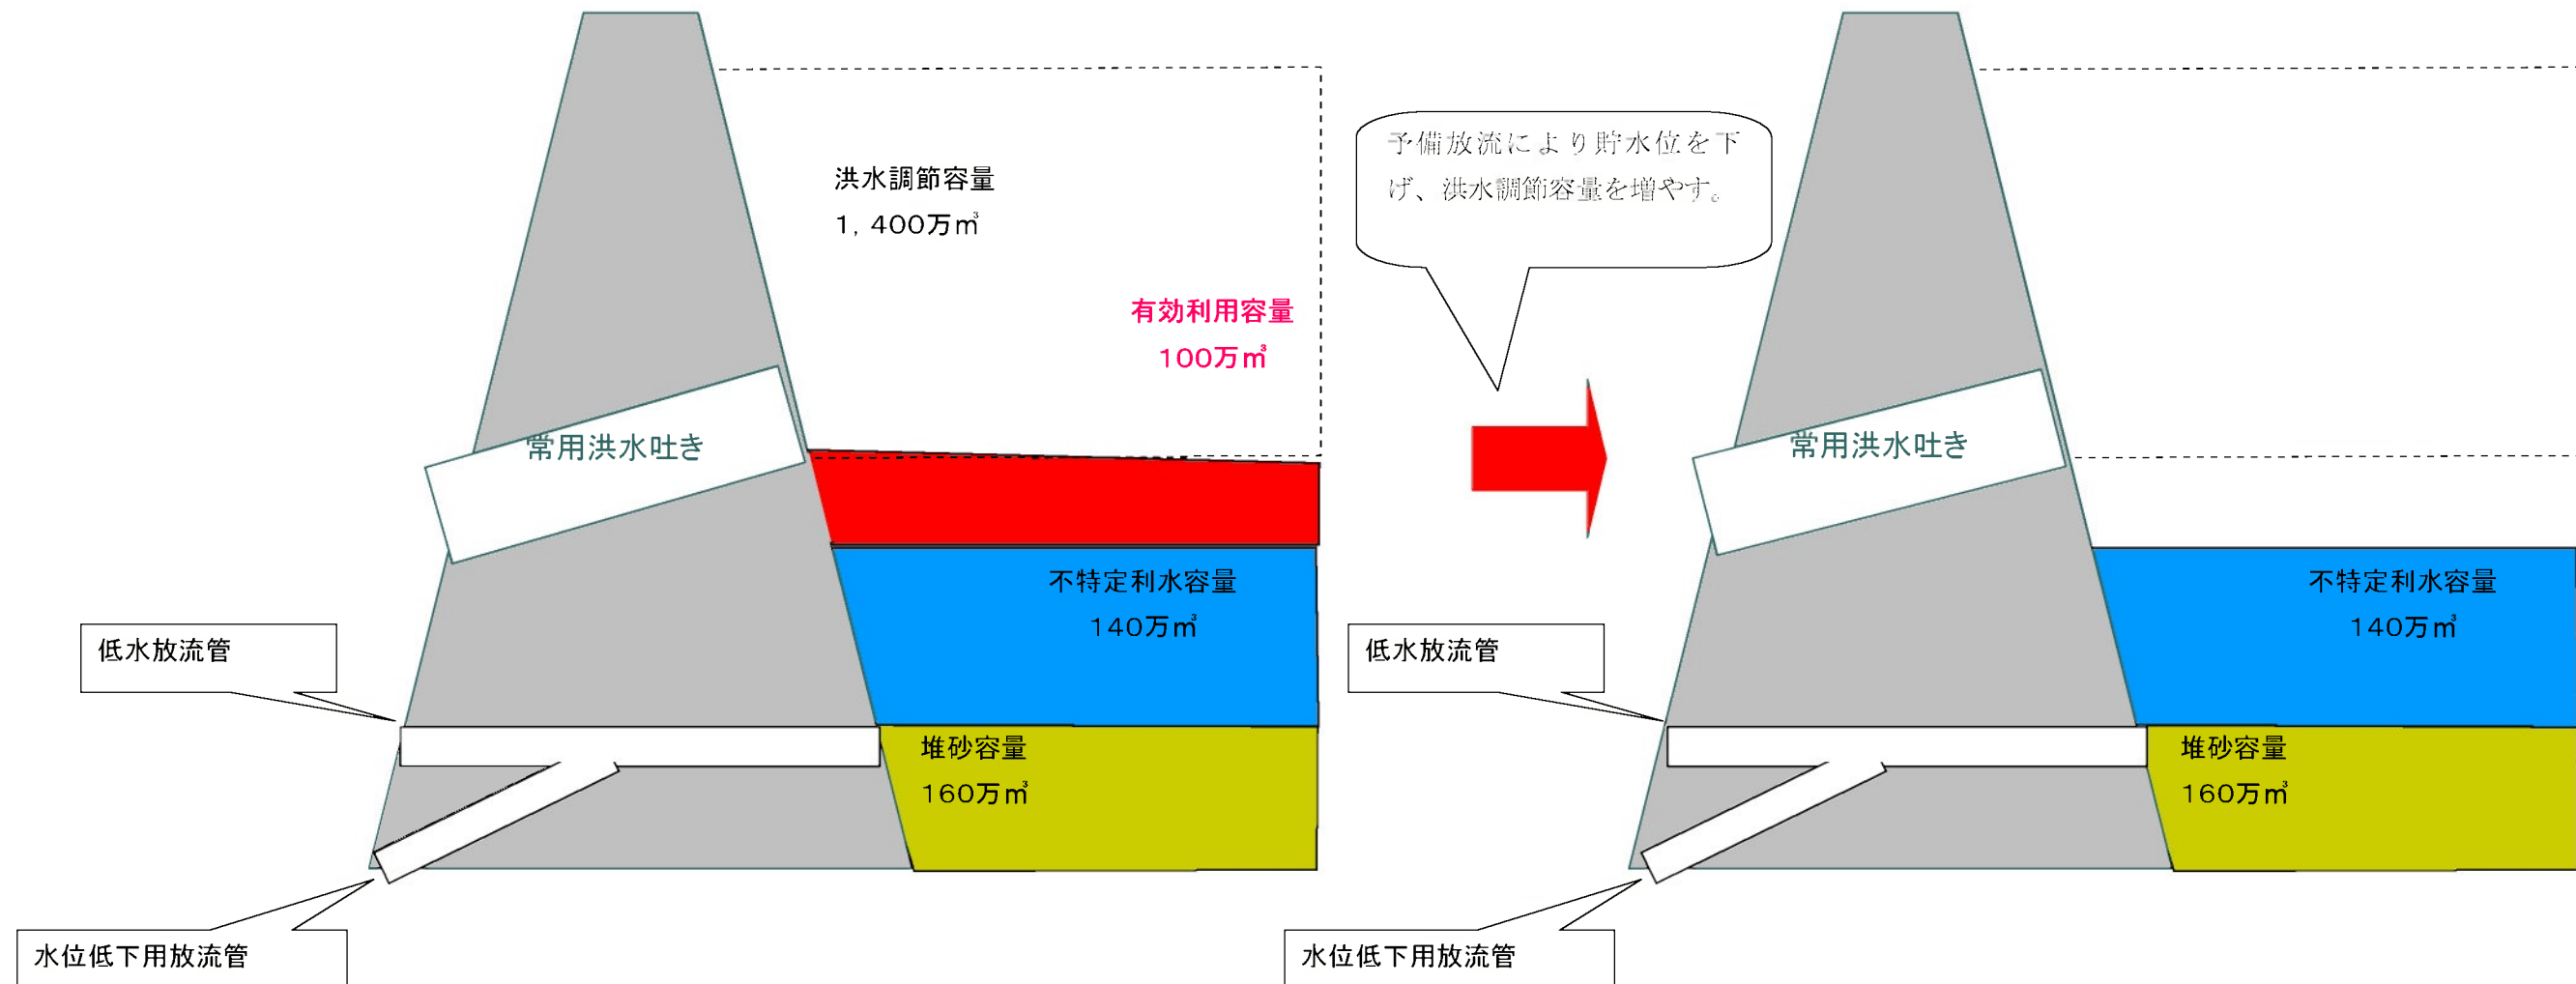 洪水調節容量
1,400万㎥
有効利用容量
100万㎥
常用洪水吐き
不特定利水容量
140万㎥
低水放流管
堆砂容量
160万㎥
水位低下用放流管
予備放流により貯水位を下
げ、洪水調節容量を増やす。
常用洪水吐き
不特定利水容量
140万㎥
低水放流管
堆砂容量
160万㎥
水位低下用放流管